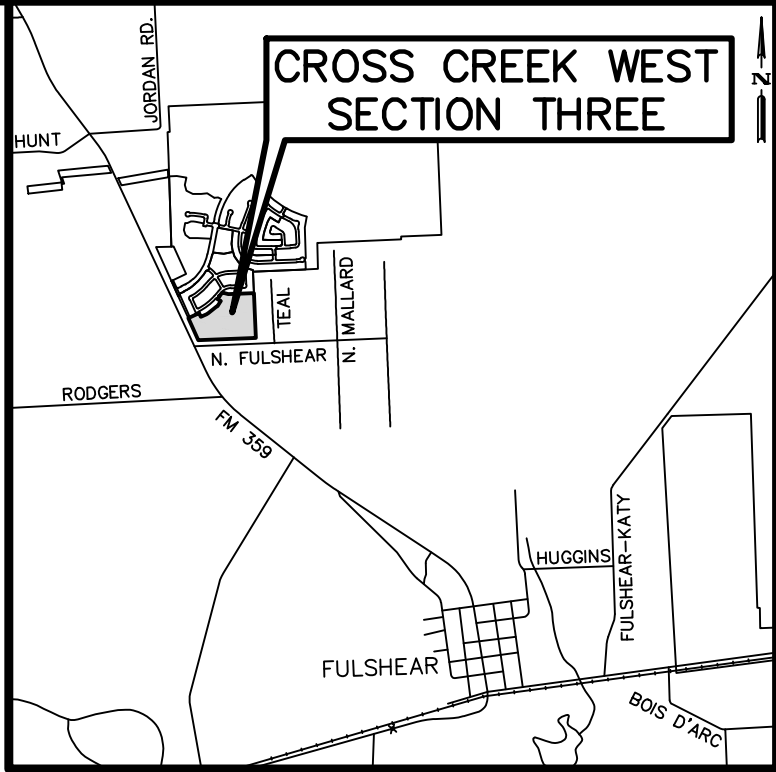 CROSS CREEK WEST
SECTION THREE
N
JORDAN RD.
HUNT
TEAL
N. MALLARD
N. FULSHEAR
RODGERS
FM 359
HUGGINS
FULSHEAR-KATY
FULSHEAR
BOIS D'ARC